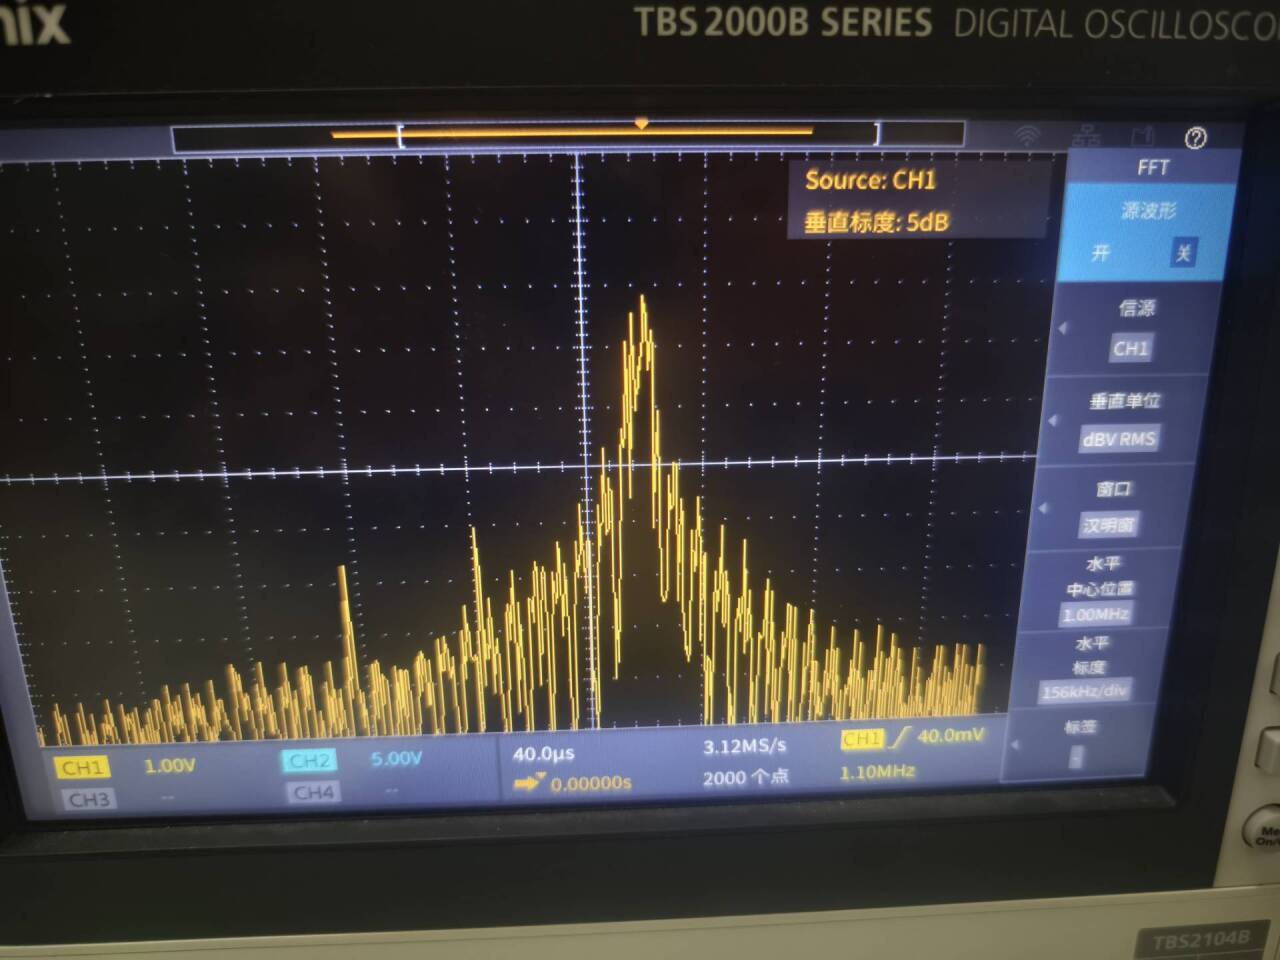 nix
TBS 2000B SERIES DIGITAL OSCILLOSCO
Source: CH1
垂直标度: 5dB
FFT
源波形
开 关
信源
CH1
垂直单位
dBV RMS
窗口
汉明窗
水平
中心位置
1.00MHz
水平
标度
156kHz/div
标签
-
CH1 1.00V
CH2 5.00V
CH3 --
CH4 --
40.0µs
0.00000s
3.12MS/s
2000 个点
CH1 40.0mV
1.10MHz
Me
On/
TBS2104B